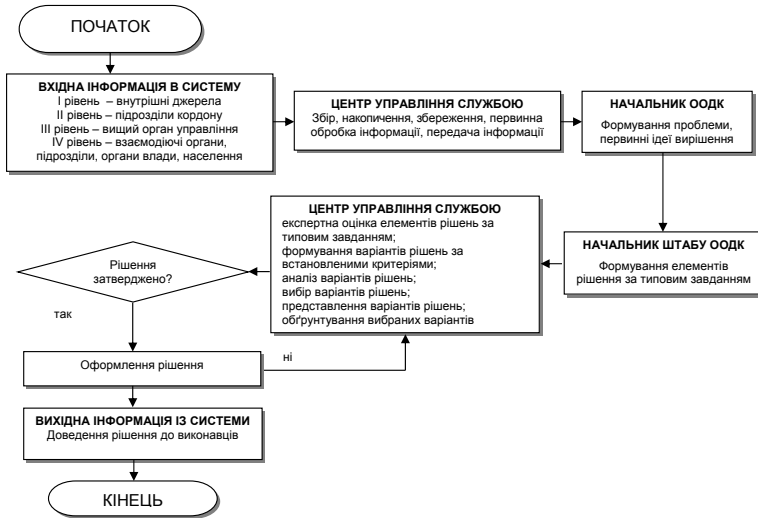 ПОЧАТОК
ВХІДНА ІНФОРМАЦІЯ В СИСТЕМУ
І рівень – внутрішні джерела
ІІ рівень – підрозділи кордону
ІІІ рівень – вищий орган управління
IV рівень – взаємодіючі органи,
підрозділи, органи влади, населення
ЦЕНТР УПРАВЛІННЯ СЛУЖБОЮ
Збір, накопичення, збереження, первинна
обробка інформації, передача інформації
НАЧАЛЬНИК ООДК
Формування проблеми,
первинні ідеї вирішення
НАЧАЛЬНИК ШТАБУ ООДК
Формування елементів
рішення за типовим завданням
ЦЕНТР УПРАВЛІННЯ СЛУЖБОЮ
експертна оцінка елементів рішень за
типовим завданням;
формування варіантів рішень за
встановленими критеріями;
аналіз варіантів рішень;
вибір варіантів рішень;
представлення варіантів рішень;
обґрунтування вибраних варіантів
Рішення
затверджено?
так
Оформлення рішення
ні
ВИХІДНА ІНФОРМАЦІЯ ІЗ СИСТЕМИ
Доведення рішення до виконавців
КІНЕЦЬ